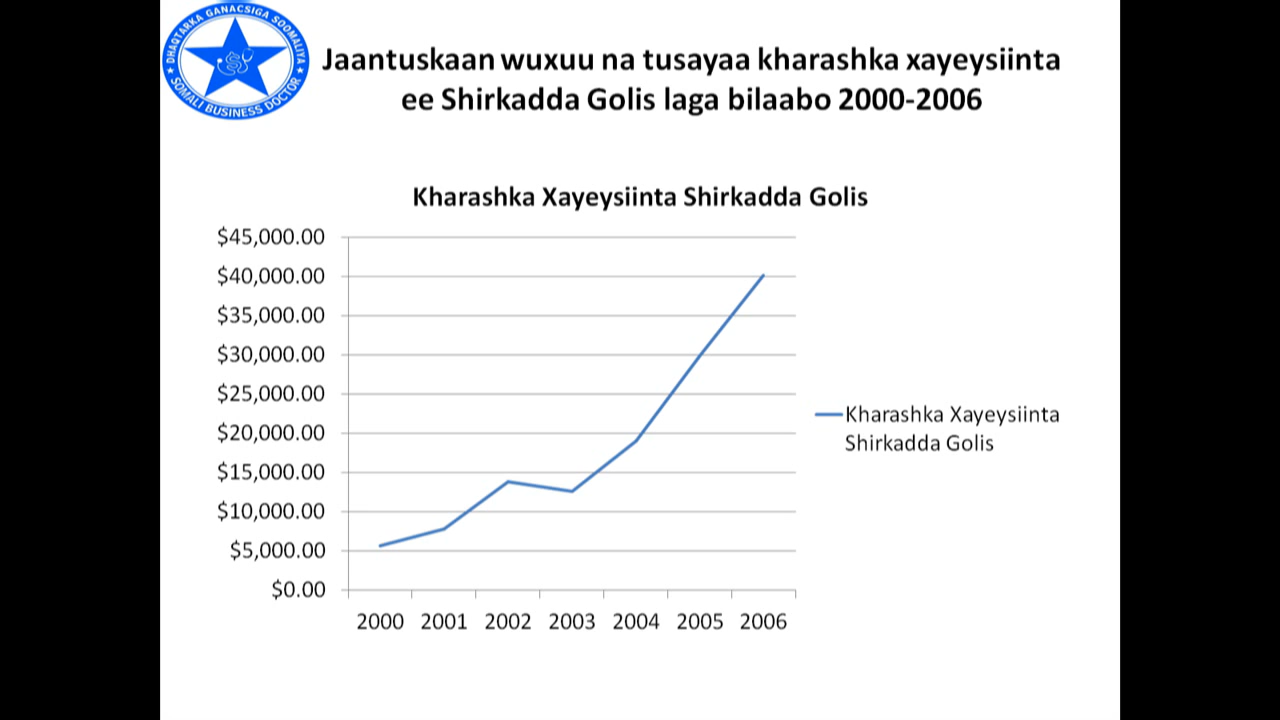 DHAQTARKA GANACSIGA SOOMALIYA
SOMALI BUSINESS DOCTOR
Jaantuskaan wuxuu na tusayaa kharashka xayeysiinta
ee Shirkadda Golis laga bilaabo 2000-2006
Kharashka Xayeysiinta Shirkadda Golis
$45,000.00
$40,000.00
$35,000.00
$30,000.00
$25,000.00
$20,000.00
$15,000.00
$10,000.00
$5,000.00
$0.00
2000 2001 2002 2003 2004 2005 2006
Kharashka Xayeysiinta
Shirkadda Golis